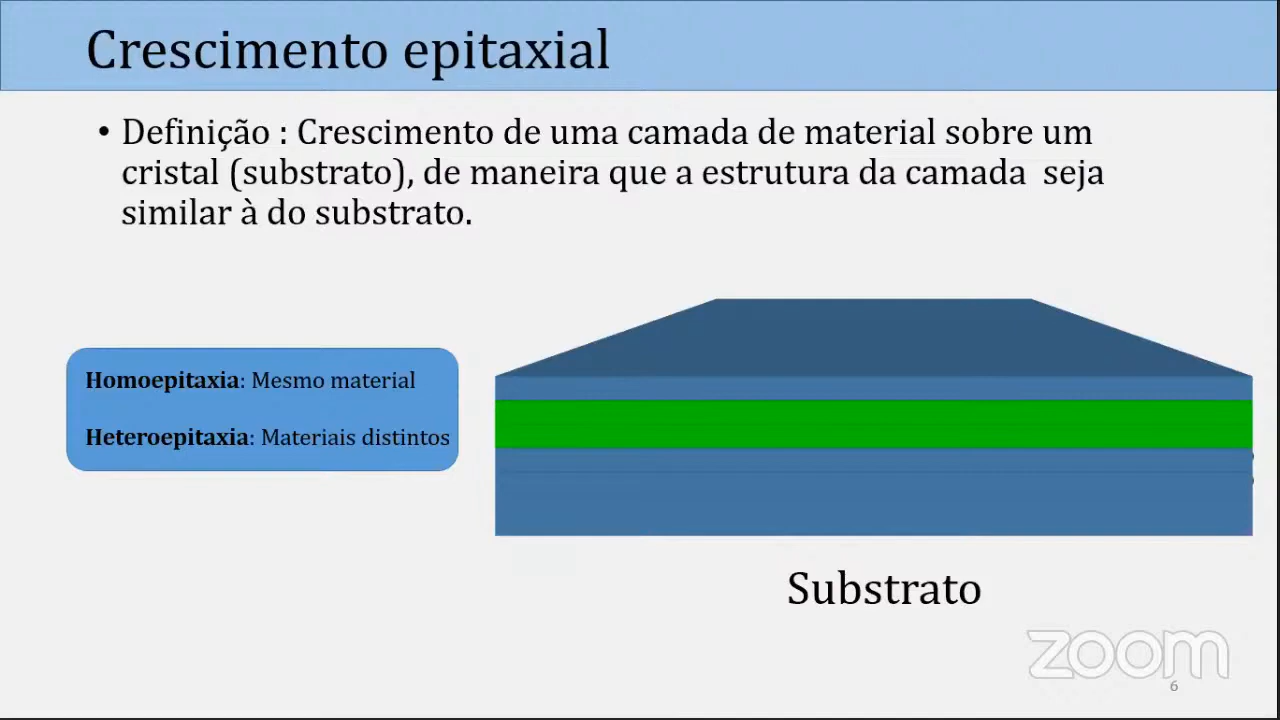 Crescimento epitaxial
• Definição : Crescimento de uma camada de material sobre um
cristal (substrato), de maneira que a estrutura da camada  seja
similar à do substrato.
Homoepitaxia: Mesmo material
Heteroepitaxia: Materiais distintos
Substrato
zoom
6